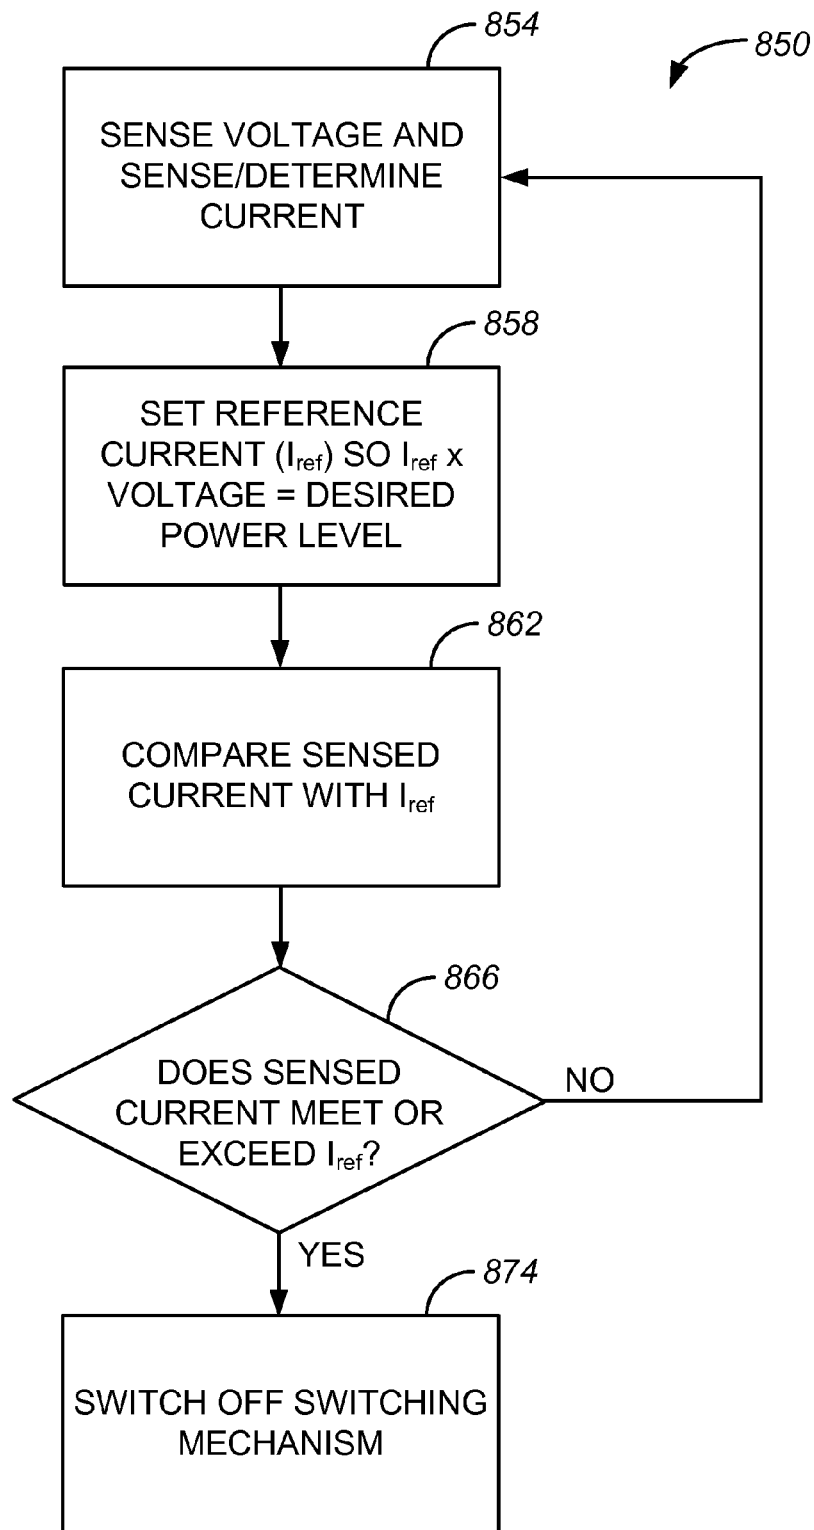 854
850
SENSE VOLTAGE AND
SENSE/DETERMINE
CURRENT
858
SET REFERENCE
CURRENT (Iref) SO Iref x
VOLTAGE = DESIRED
POWER LEVEL
862
COMPARE SENSED
CURRENT WITH Iref
866
DOES SENSED
CURRENT MEET OR
EXCEED Iref?
NO
YES
874
SWITCH OFF SWITCHING
MECHANISM